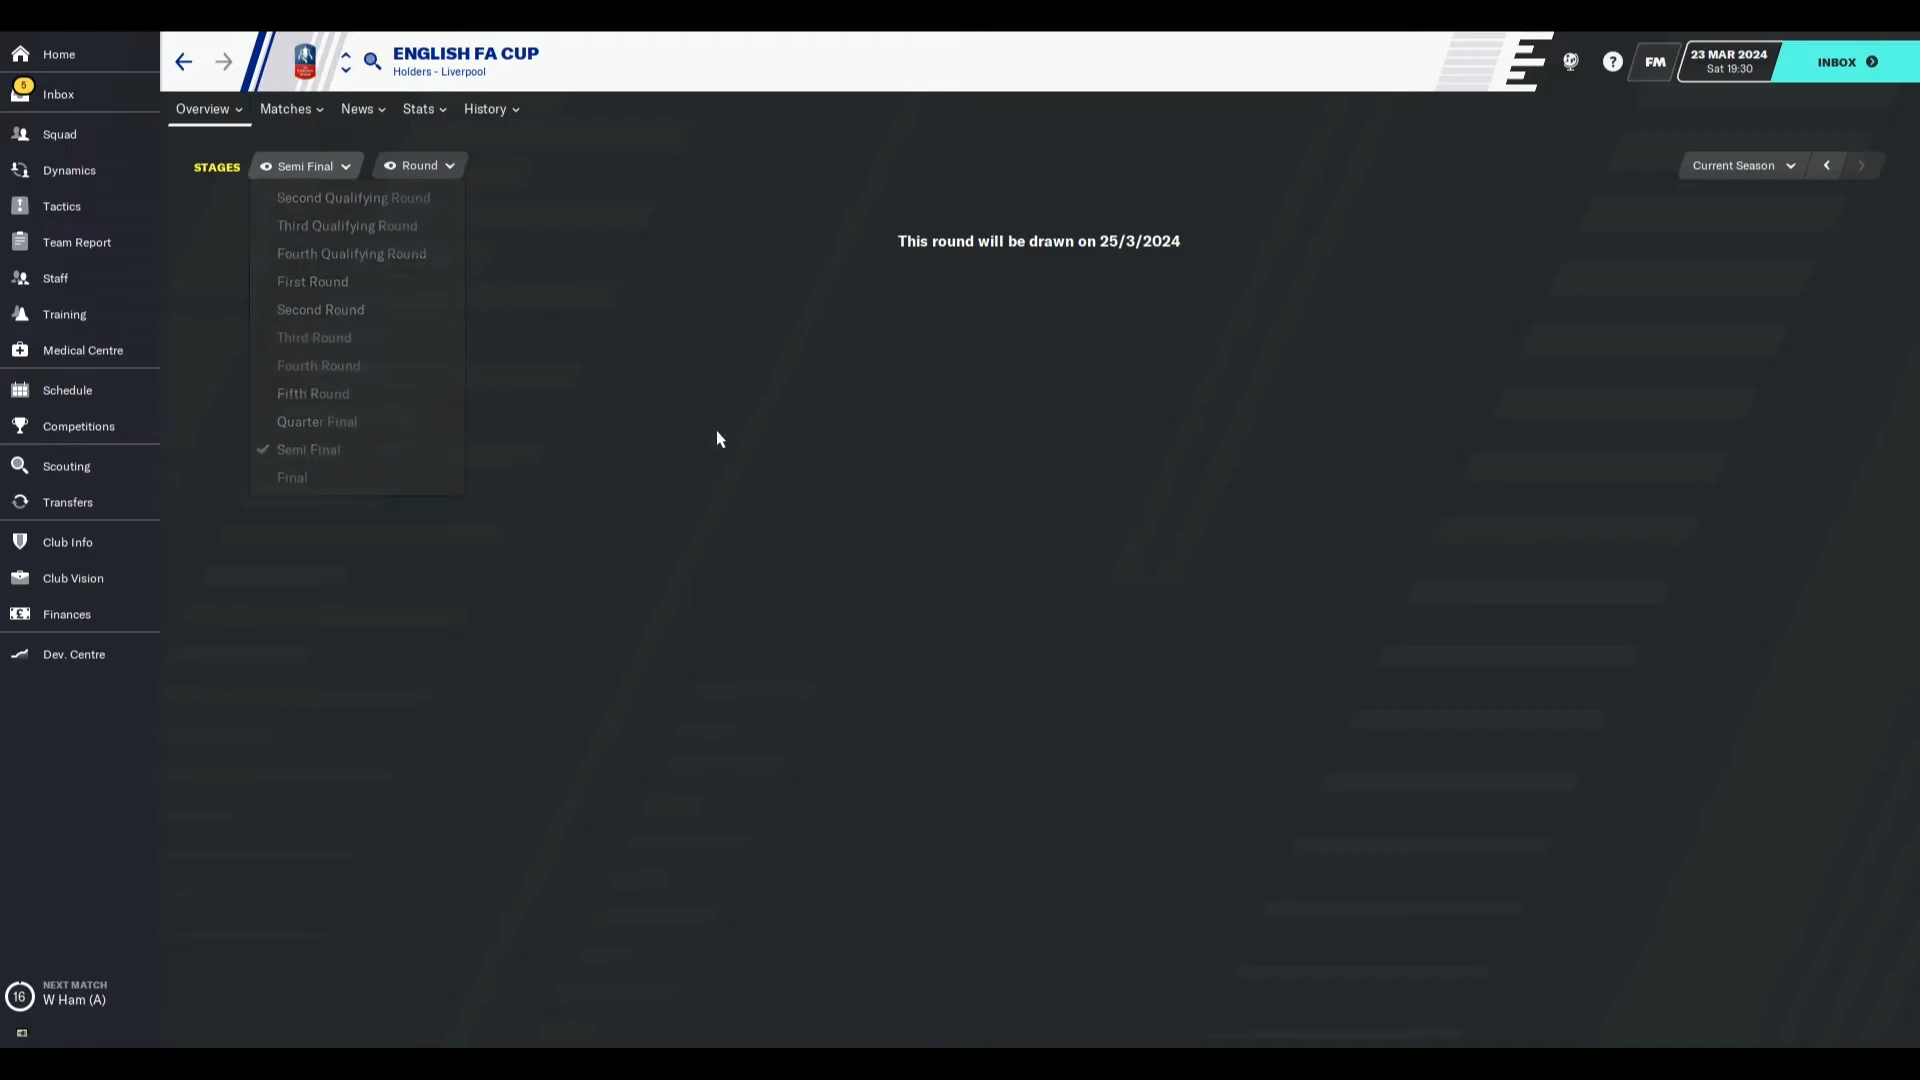 Home
5
Inbox
Squad
Dynamics
Tactics
Team Report
Staff
Training
Medical Centre
Schedule
Competitions
Scouting
Transfers
Club Info
Club Vision
Finances
Dev. Centre
NEXT MATCH
16
W Ham (A)
ENGLISH FA CUP
Holders - Liverpool
?
FM
23 MAR 2024
Sat 19:30
INBOX
Overview
Matches
News
Stats
History
STAGES
Semi Final
Round
Current Season
Second Qualifying Round
Third Qualifying Round
Fourth Qualifying Round
First Round
Second Round
Third Round
Fourth Round
Fifth Round
Quarter Final
Semi Final
Final
This round will be drawn on 25/3/2024